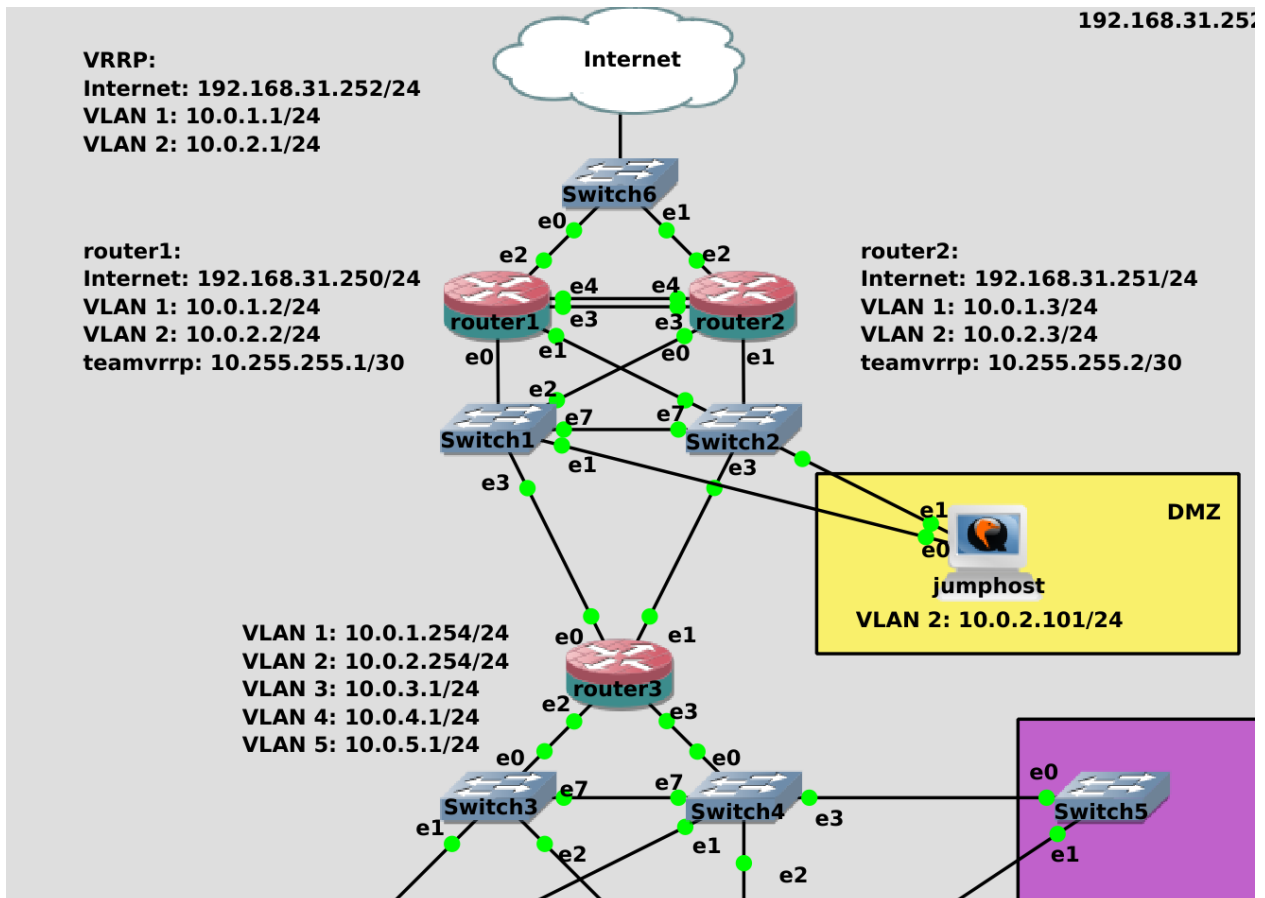 192.168.31.252
VRRP:
Internet: 192.168.31.252/24
VLAN 1: 10.0.1.1/24
VLAN 2: 10.0.2.1/24
Internet
Switch6
e0
e1
router1:
Internet: 192.168.31.250/24
VLAN 1: 10.0.1.2/24
VLAN 2: 10.0.2.2/24
teamvrrp: 10.255.255.1/30
router2:
Internet: 192.168.31.251/24
VLAN 1: 10.0.1.3/24
VLAN 2: 10.0.2.3/24
teamvrrp: 10.255.255.2/30
e2
e2
e4
e4
e3
e3
router1
router2
e0
e1
e0
e1
e2
e7
e7
Switch1
Switch2
e1
e3
e3
DMZ
e1
e0
jumphost
VLAN 2: 10.0.2.101/24
VLAN 1: 10.0.1.254/24
VLAN 2: 10.0.2.254/24
VLAN 3: 10.0.3.1/24
VLAN 4: 10.0.4.1/24
VLAN 5: 10.0.5.1/24
e0
e1
router3
e2
e3
e0
e0
e7
e7
Switch3
Switch4
e1
e2
e1
e2
e3
e0
Switch5
e1